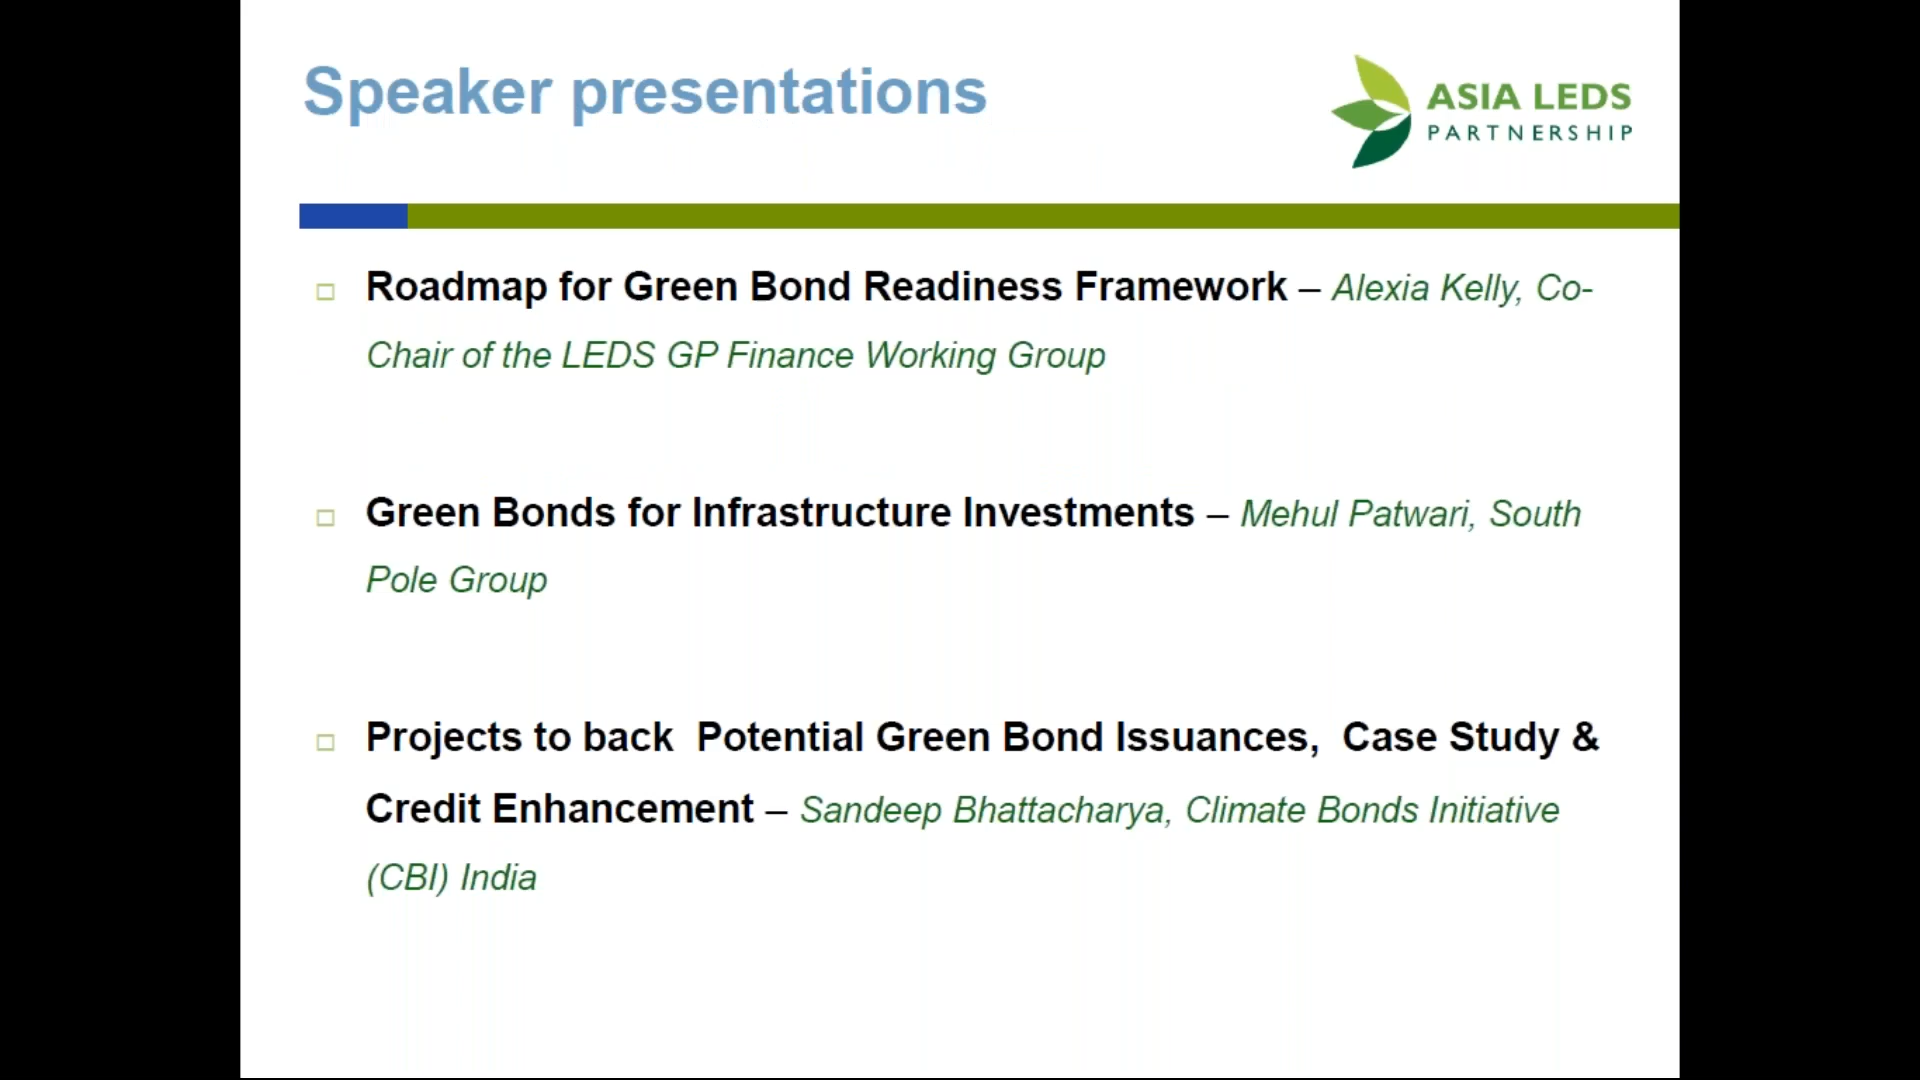 Speaker presentations
ASIA LEDS
PARTNERSHIP
Roadmap for Green Bond Readiness Framework – Alexia Kelly, Co-
Chair of the LEDS GP Finance Working Group
Green Bonds for Infrastructure Investments – Mehul Patwari, South
Pole Group
Projects to back  Potential Green Bond Issuances,  Case Study &
Credit Enhancement – Sandeep Bhattacharya, Climate Bonds Initiative
(CBI) India